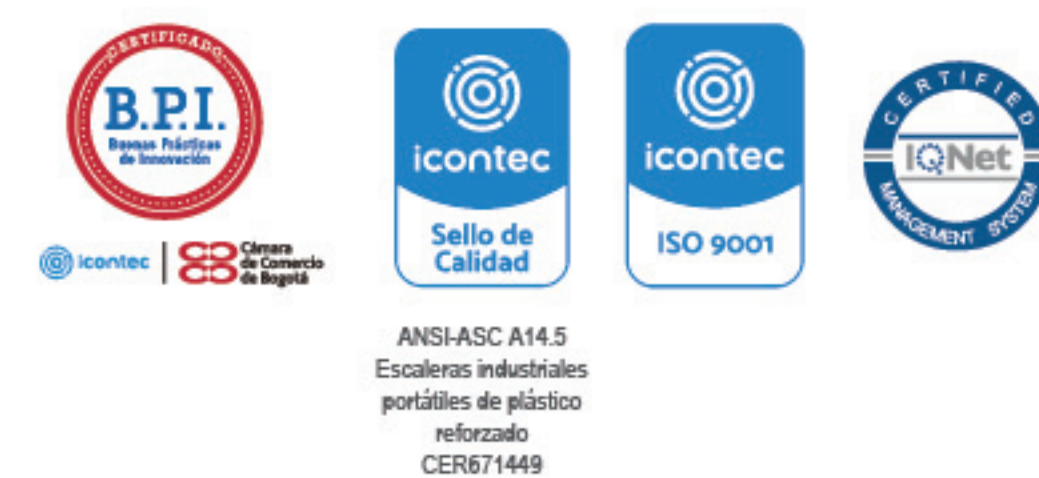 CERTIFICADO
B.P.I.
Buenas Prácticas
de Innovación
icontec
Cámara
de Comercio
de Bogotá
icontec
Sello de
Calidad
ANSI-ASC A14.5
Escaleras industriales
portátiles de plástico
reforzado
CER671449
icontec
ISO 9001
CERTIFIED
IQNet
MANAGEMENT SYSTEM